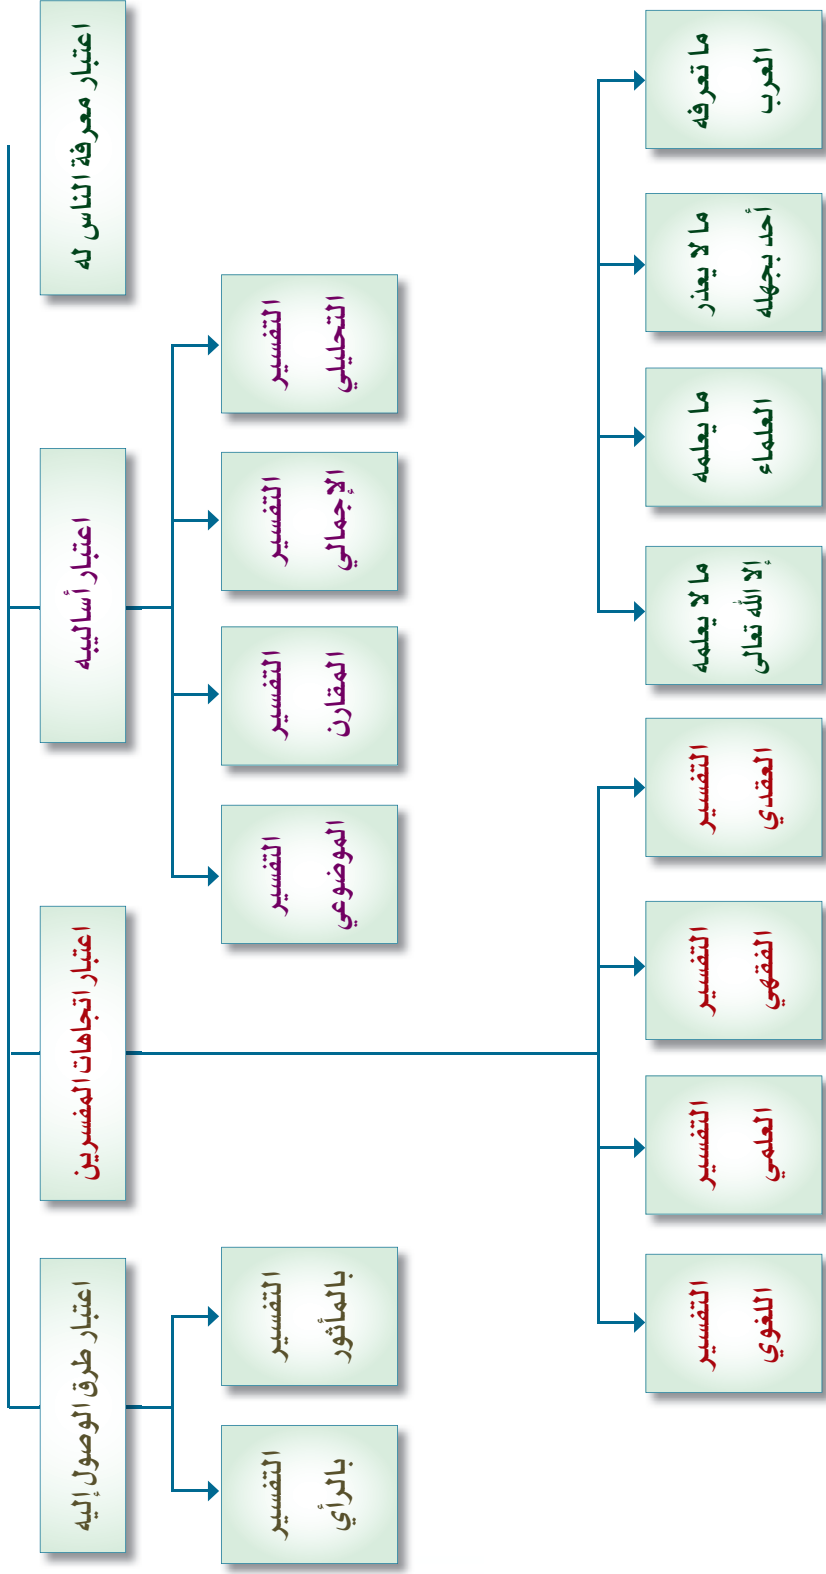 اعتبار معرفة الناس له
اعتبار أساليبه
اعتبار اتجاهات المفسرين
اعتبار طرق الوصول إليه
التفسير
التحليلي
التفسير
الإجمالي
التفسير
المقارن
التفسير
الموضوعي
التفسير
بالمأثور
التفسير
بالرأي
ما تعرفه
العرب
ما لا يعذر
أحد بجهله
ما يعلمه
العلماء
ما لا يعلمه
إلا الله تعالى
التفسير
العقدي
التفسير
الفقهي
التفسير
العلمي
التفسير
اللغوي